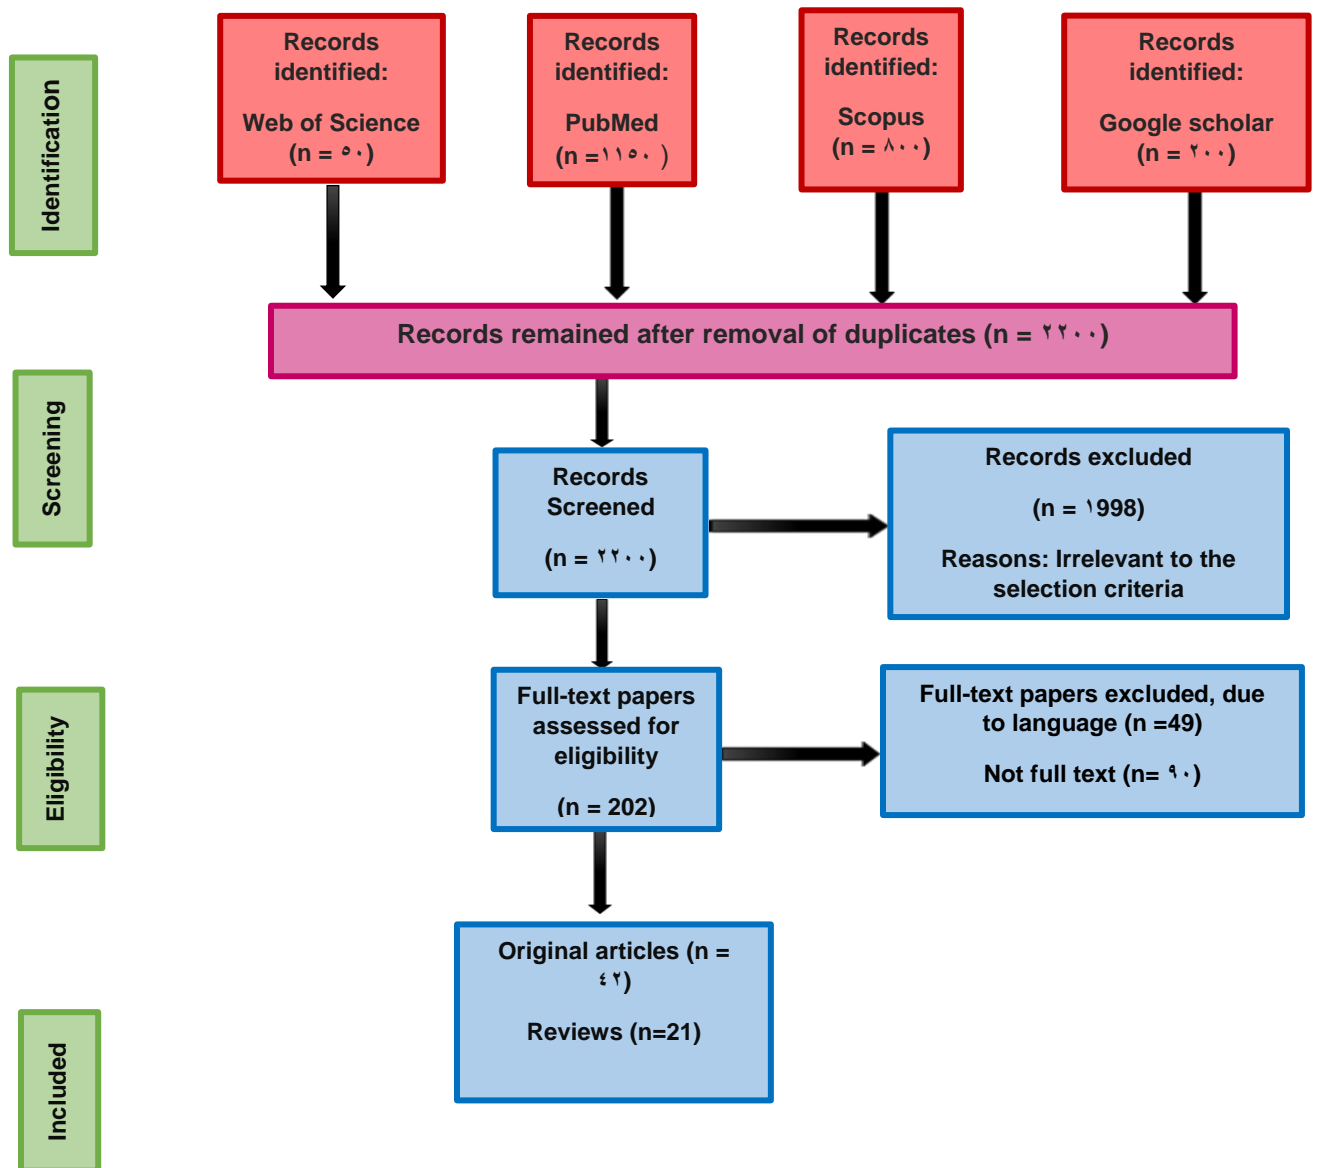 Identification
Records
identified:
Web of Science
(n = ٥٠)
Records
identified:
PubMed
(n =١١٥٠ )
Records
identified:
Scopus
(n = ٨٠٠)
Records
identified:
Google scholar
(n = ٢٠٠)
Records remained after removal of duplicates (n = ٢٢٠٠)
Screening
Records
Screened
(n = ٢٢٠٠)
Records excluded
(n = ١998)
Reasons: Irrelevant to the
selection criteria
Eligibility
Full-text papers
assessed for
eligibility
(n = 202)
Full-text papers excluded, due
to language (n =49)
Not full text (n= ٩٠)
Included
Original articles (n =
٤٢)
Reviews (n=21)